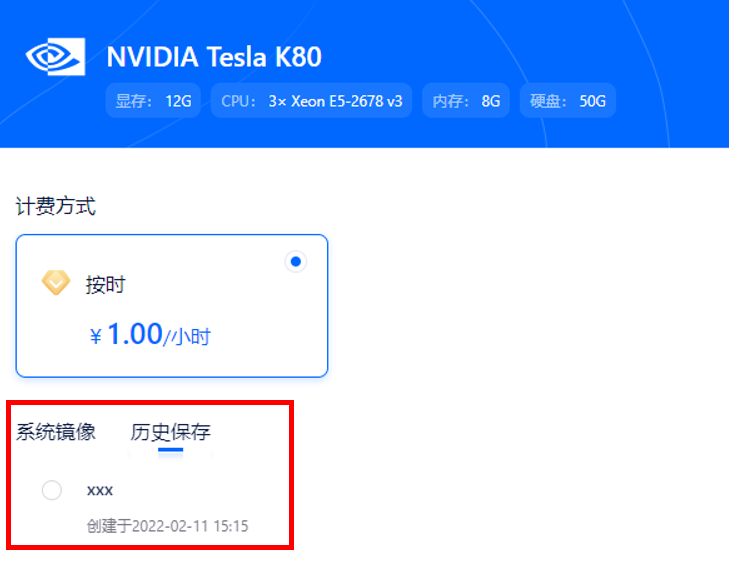 NVIDIA Tesla K80
显存： 12G CPU： 3× Xeon E5-2678 v3 内存： 8G 硬盘： 50G
计费方式
按时
￥1.00/小时
系统镜像 历史保存
xxx
创建于2022-02-11 15:15